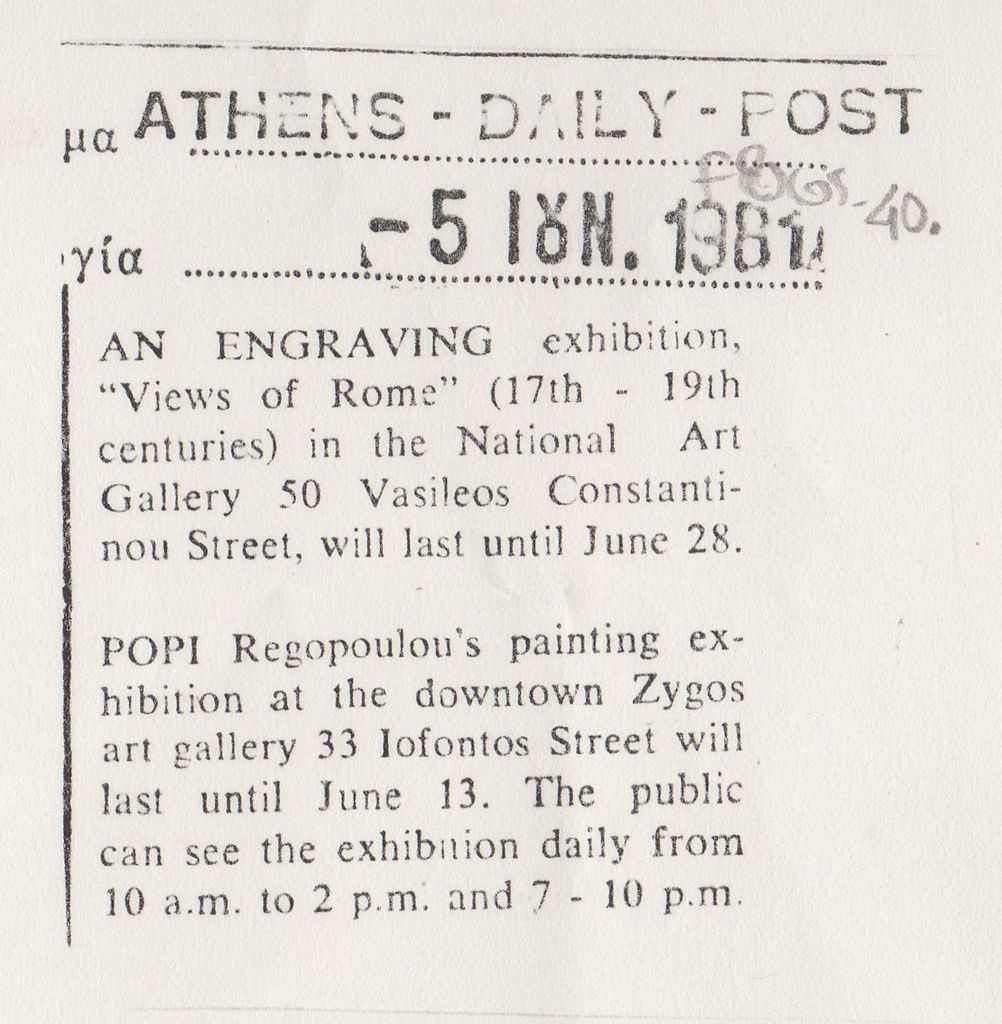 μα ATHENS - DAILY - POST
-40.
γία -5 ΙȣΝ. 1981
AN ENGRAVING exhibition,
“Views of Rome” (17th - 19th
centuries) in the National Art
Gallery 50 Vasileos Constanti-
nou Street, will last until June 28.
POPI Regopoulou's painting ex-
hibition at the downtown Zygos
art gallery 33 Iofontos Street will
last until June 13. The public
can see the exhibition daily from
10 a.m. to 2 p.m. and 7 - 10 p.m.